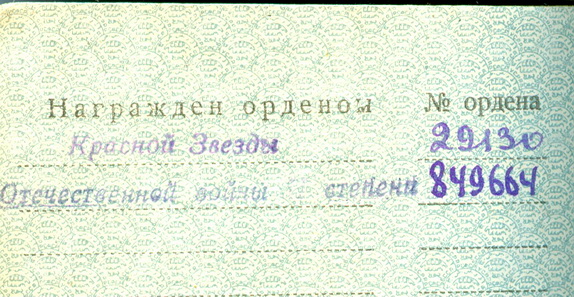 Награжден орденом № ордена
Красной Звезды 29130
Отечественной войны степени 849664